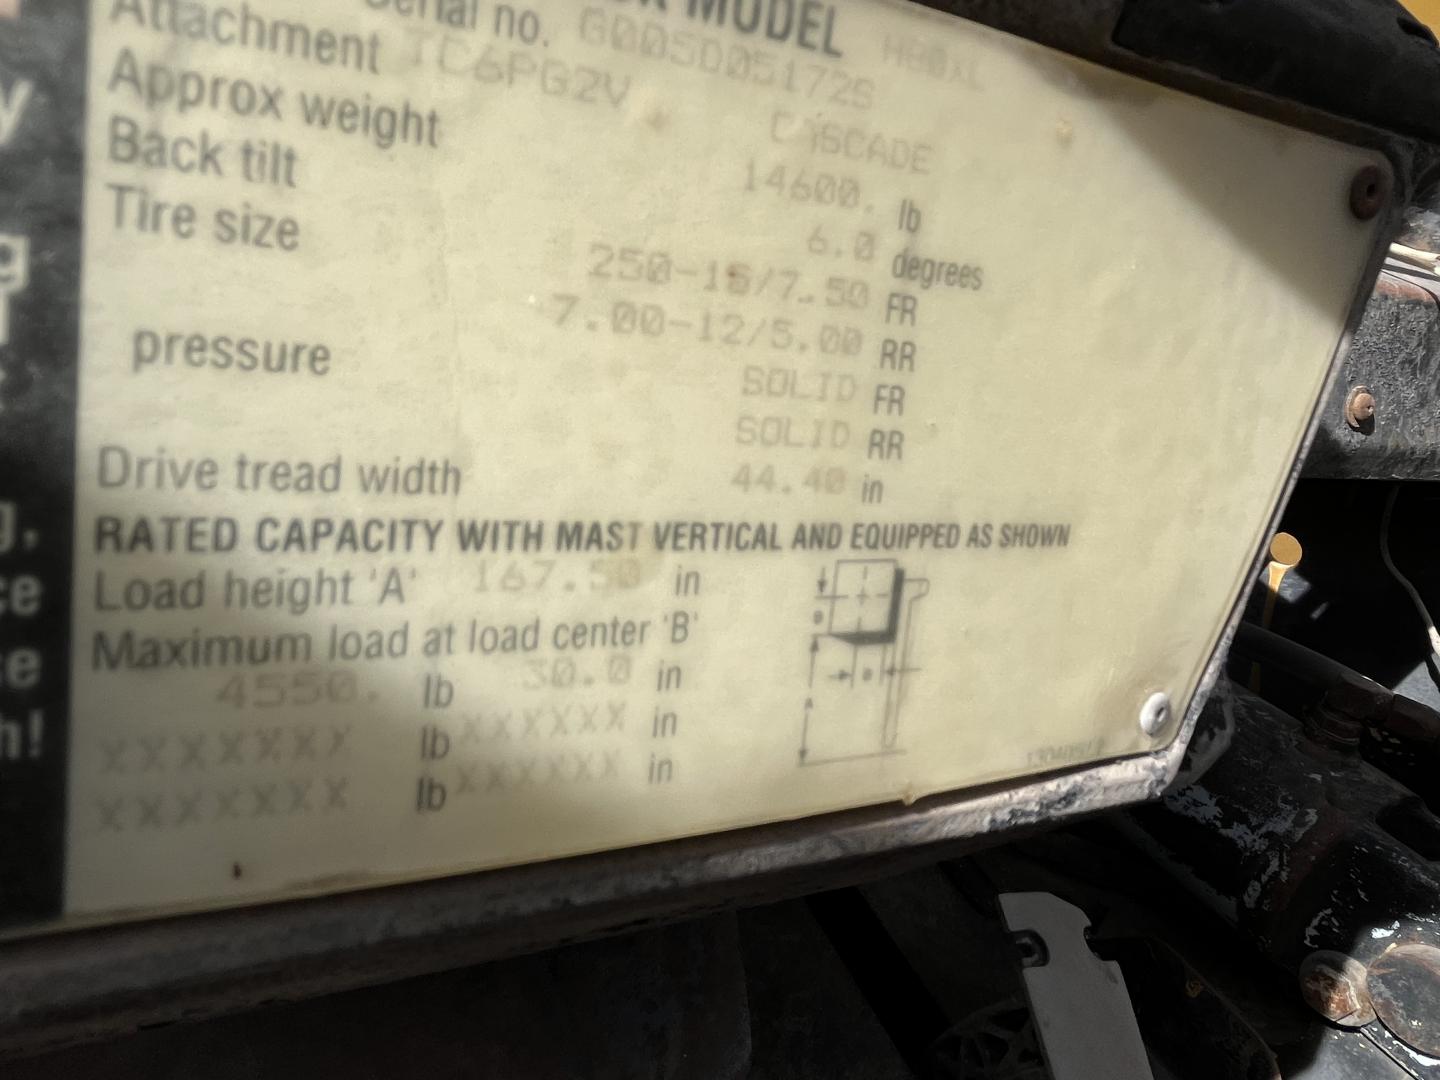 MODEL H80XL
Serial no. G005D05172S
Attachment TC6PG2V CASCADE
Approx weight 14600. lb
Back tilt 6.0 degrees
Tire size 250-15/7.50 FR
7.00-12/5.00 RR
pressure SOLID FR
SOLID RR
Drive tread width 44.40 in
RATED CAPACITY WITH MAST VERTICAL AND EQUIPPED AS SHOWN
Load height 'A' 167.50 in
Maximum load at load center 'B'
4550. lb 30.0 in
XXXXXXX lb XXXXXX in
XXXXXXX lb XXXXXX in
B
B
A
y
g
g,
ce
se
h!